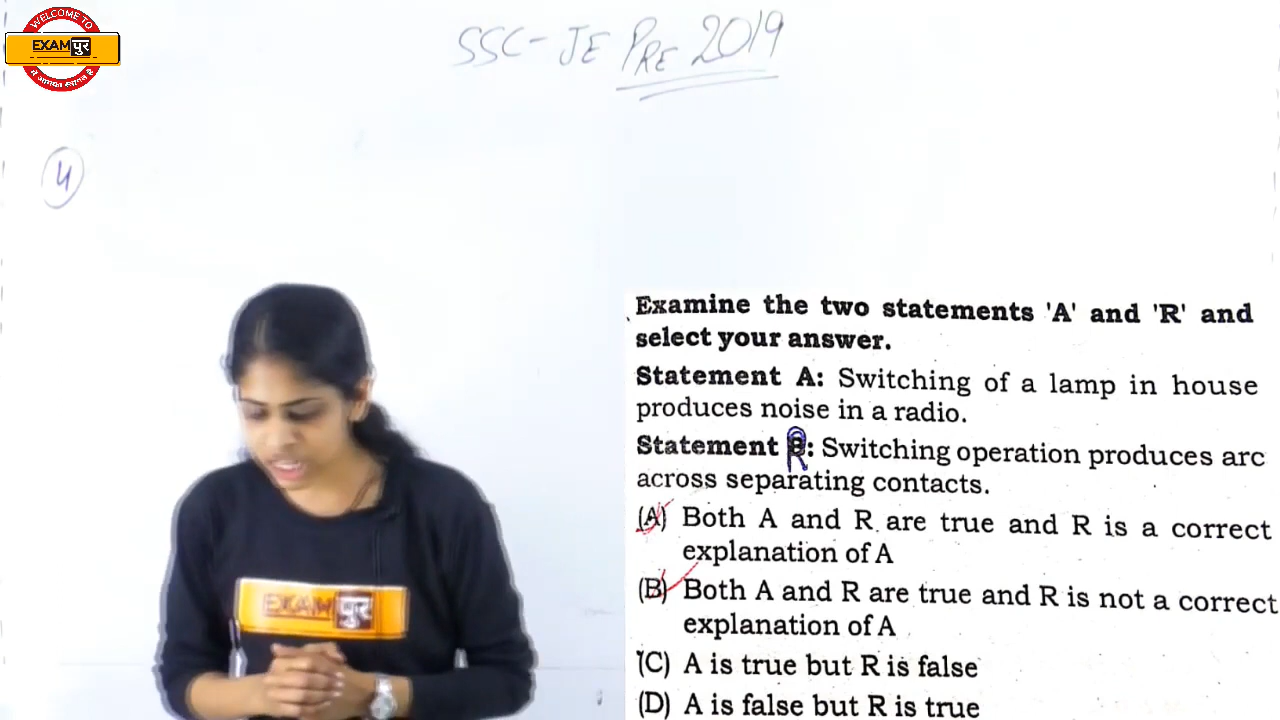 WELCOME TO
EXAMपुर
SSC-JE PRE 2019
4
Examine the two statements 'A' and 'R' and
select your answer.
Statement A: Switching of a lamp in house
produces noise in a radio.
Statement R: Switching operation produces arc
across separating contacts.
(A) Both A and R are true and R is a correct
explanation of A
(B) Both A and R are true and R is not a correct
explanation of A
(C) A is true but R is false
(D) A is false but R is true
EXAMपुर